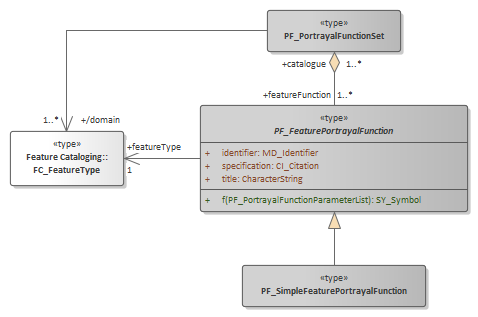 «type»
PF_PortrayalFunctionSet
+catalogue
1..*
+featureFunction
1..*
1..*
+/domain
«type»
Feature Cataloging::
FC_FeatureType
+featureType
1
«type»
PF_FeaturePortrayalFunction
+ identifier: MD_Identifier
+ specification: CI_Citation
+ title: CharacterString
+ f(PF_PortrayalFunctionParameterList): SY_Symbol
«type»
PF_SimpleFeaturePortrayalFunction